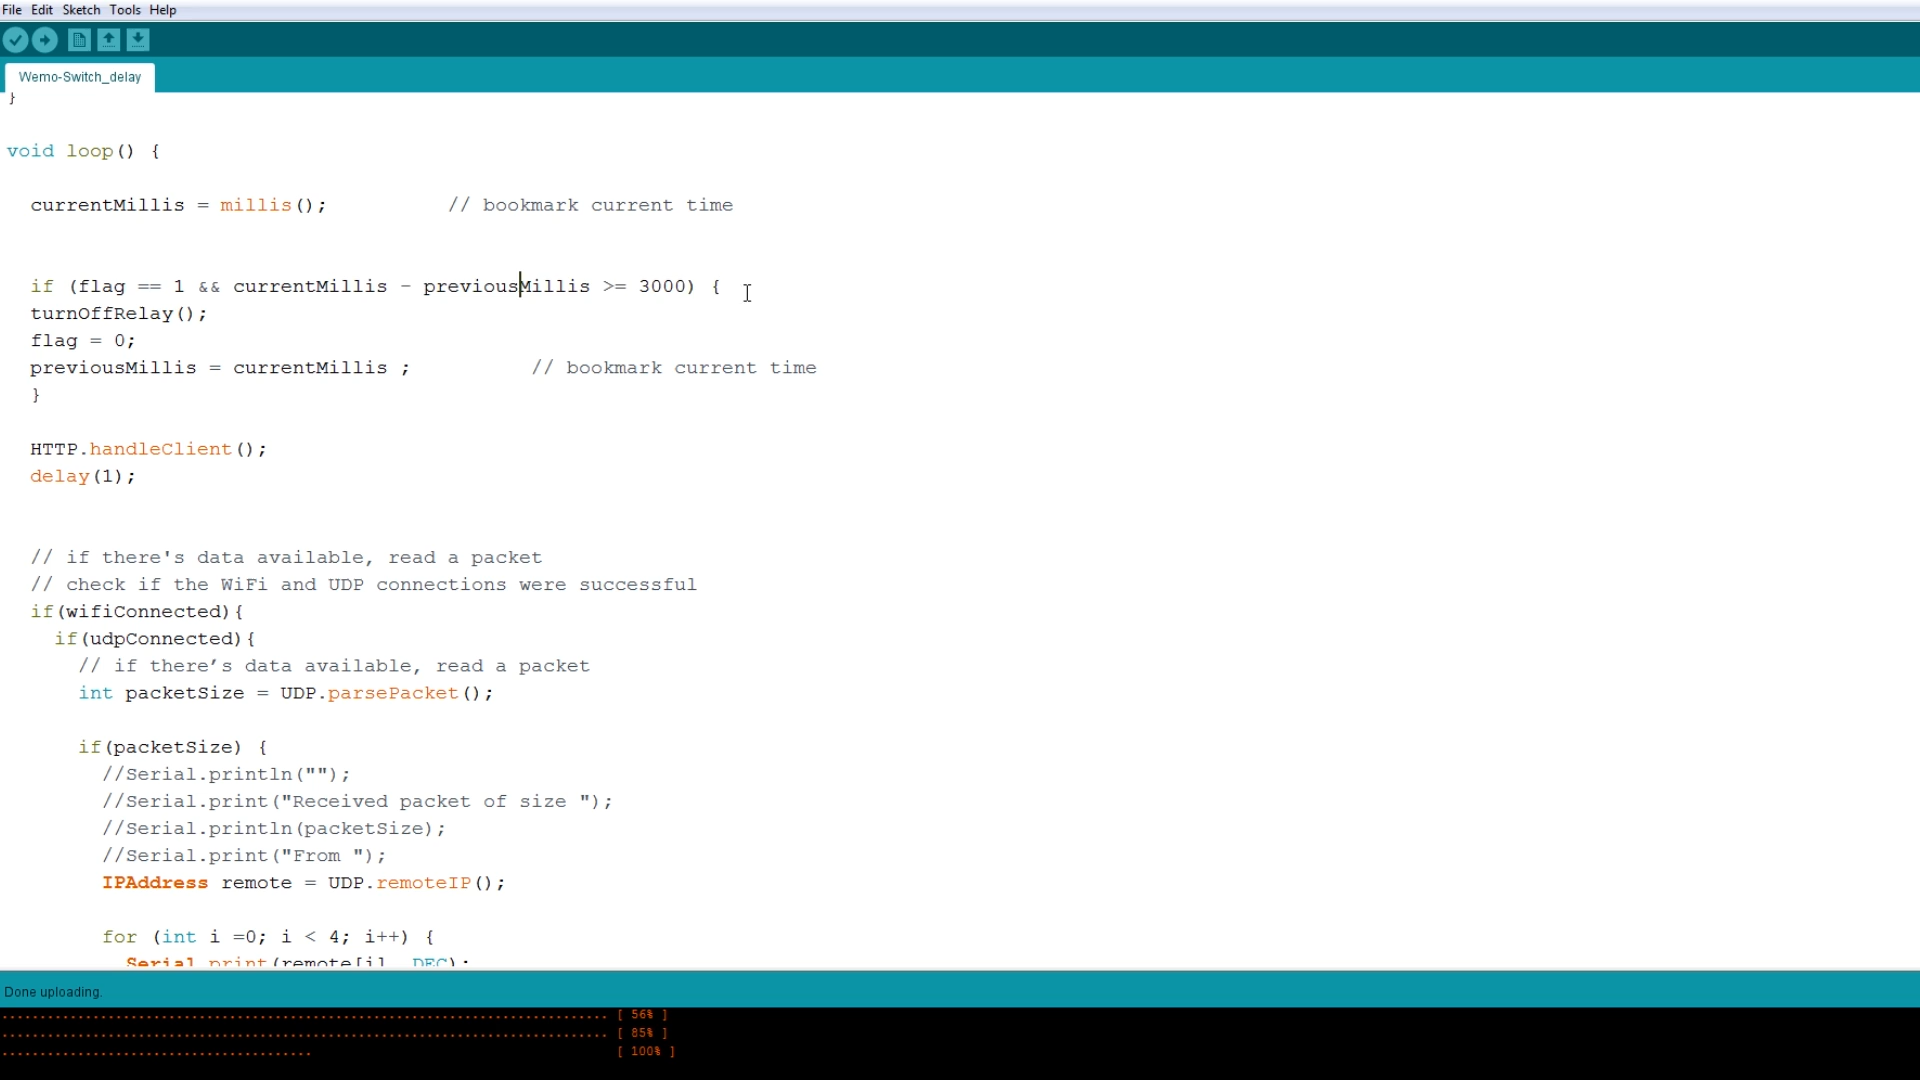 File Edit Sketch Tools Help
Wemo-Switch_delay
}
void loop() {
currentMillis = millis(); // bookmark current time
if (flag == 1 && currentMillis - previousMillis >= 3000) {
turnOffRelay();
flag = 0;
previousMillis = currentMillis ; // bookmark current time
}
HTTP.handleClient();
delay(1);
// if there's data available, read a packet
// check if the WiFi and UDP connections were successful
if(wifiConnected){
if(udpConnected){
// if there’s data available, read a packet
int packetSize = UDP.parsePacket();
if(packetSize) {
//Serial.println("");
//Serial.print("Received packet of size ");
//Serial.println(packetSize);
//Serial.print("From ");
IPAddress remote = UDP.remoteIP();
for (int i =0; i < 4; i++) {
Serial.print(remote[i], DEC);
Done uploading.
................................................................................ [ 56% ]
................................................................................ [ 85% ]
......................................... [ 100% ]